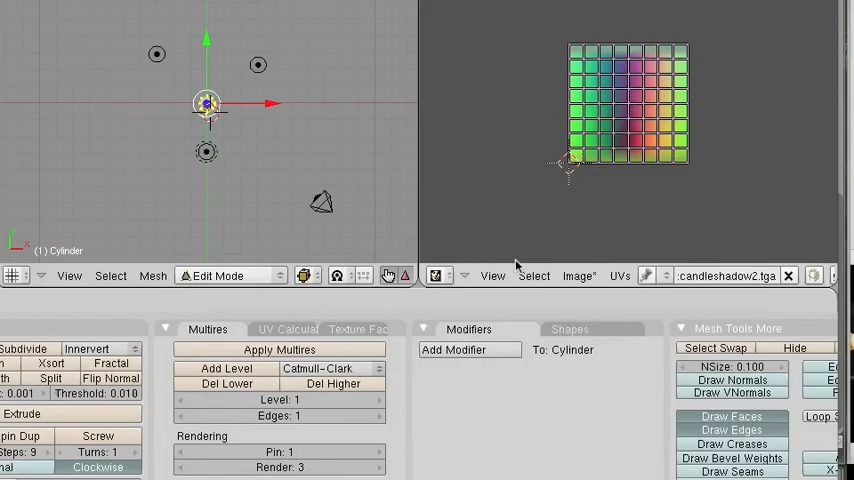 (1) Cylinder
View Select Mesh Edit Mode
View Select Image* UVs :candleshadow2.tga
Multires UV Calculat Texture Fac
Modifiers Shapes
Mesh Tools More
Subdivide Innervert
Xsort Fractal
Split Flip Normal
0.001 Threshold: 0.010
Extrude
Spin Dup Screw
Steps: 9 Turns: 1
Clockwise
Apply Multires
Add Level Catmull-Clark
Del Lower Del Higher
Level: 1
Edges: 1
Rendering
Pin: 1
Render: 3
Add Modifier To: Cylinder
Select Swap Hide
NSize: 0.100
Draw Normals
Draw VNormals
Draw Faces
Draw Edges
Draw Creases
Draw Bevel Weights
Draw Seams
Loop S